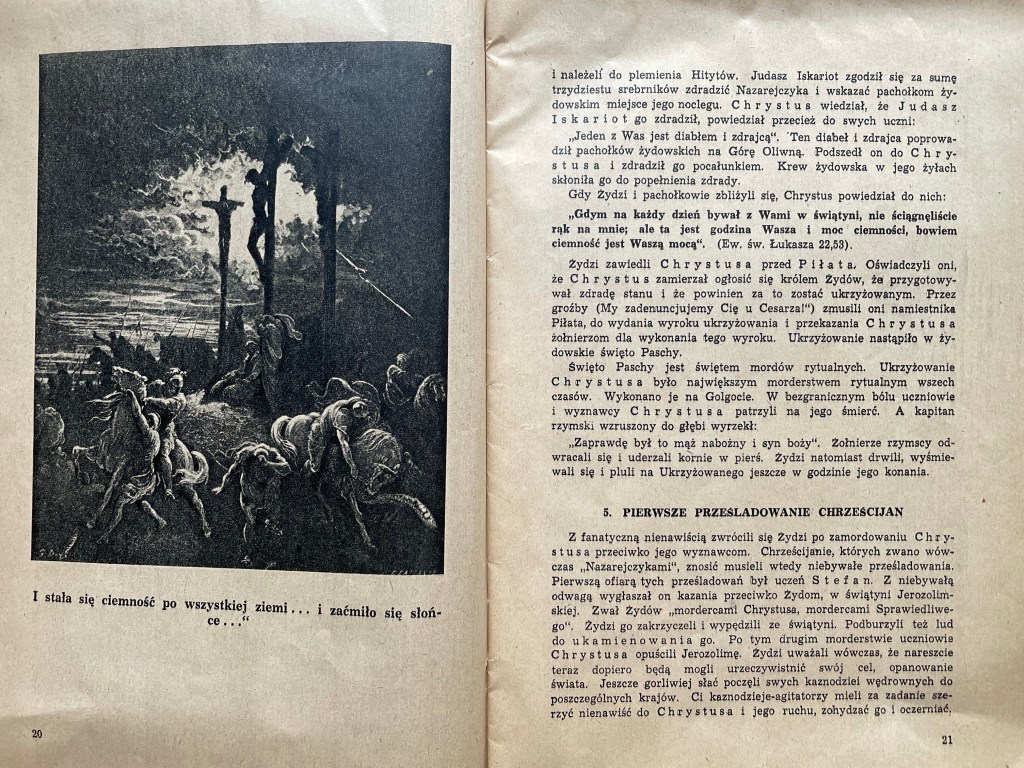 I stała się ciemność po wszystkiej ziemi... i zaćmiło się słoń-
ce..."
20
i należeli do plemienia Hitytów. Judasz Iskariot zgodził się za sumę
trzydziestu srebrników zdradzić Nazarejczyka i wskazać pachołkom ży-
dowskim miejsce jego noclegu. Chrystus wiedział, że Judasz
Iskariot go zdradził, powiedział przecież do swych uczni:
„Jeden z Was jest diabłem i zdrajcą". Ten diabeł i zdrajca poprowa-
dził pachołków żydowskich na Górę Oliwną. Podszedł on do Chry-
stusa i zdradził go pocałunkiem. Krew żydowska w jego żyłach
skłoniła go do popełnienia zdrady.
Gdy Żydzi i pachołkowie zbliżyli się, Chrystus powiedział do nich:
„Gdym na każdy dzień bywał z Wami w świątyni, nie ściągnęliście
rąk na mnie; ale ta jest godzina Wasza i moc ciemności, bowiem
ciemność jest Waszą mocą". (Ew. św. Łukasza 22,53).
Żydzi zawiedli Chrystusa przed Piłata. Oświadczyli oni,
że Chrystus zamierzał ogłosić się królem Żydów, że przygotowy-
wał zdradę stanu i że powinien za to zostać ukrzyżowanym. Przez
groźby (My zadenuncjujemy Cię u Cesarza!") zmusili oni namiestnika
Piłata, do wydania wyroku ukrzyżowania i przekazania Chrystusa
żołnierzom dla wykonania tego wyroku. Ukrzyżowanie nastąpiło w ży-
dowskie święto Paschy.
Święto Paschy jest świętem mordów rytualnych. Ukrzyżowanie
Chrystusa było największym morderstwem rytualnym wszech
czasów. Wykonano je na Golgocie. W bezgranicznym bólu uczniowie
i wyznawcy Chrystusa patrzyli na jego śmierć. A kapitan
rzymski wzruszony do głębi wyrzekł:
„Zaprawdę był to mąż nabożny i syn boży". Żołnierze rzymscy od-
wracali się i uderzali kornie w pierś. Żydzi natomiast drwili, wyśmie-
wali się i pluli na Ukrzyżowanego jeszcze w godzinie jego konania.
5. PIERWSZE PRZEŚLADOWANIE CHRZEŚCIJAN
Z fanatyczną nienawiścią zwrócili się Żydzi po zamordowaniu Chry-
stusa przeciwko jego wyznawcom. Chrześcijanie, których zwano wów-
czas „Nazarejczykami", znosić musieli wtedy niebywałe prześladowania.
Pierwszą ofiarą tych prześladowań był uczeń Stefan. Z niebywałą
odwagą wygłaszał on kazania przeciwko Żydom, w świątyni Jerozolim-
skiej. Zwał Żydów „mordercami Chrystusa, mordercami Sprawiedliwe-
go". Żydzi go zakrzyczeli i wypędzili ze świątyni. Podburzyli też lud
do ukamienowania go. Po tym drugim morderstwie uczniowie
Chrystusa opuścili Jerozolimę. Żydzi uważali wówczas, że nareszcie
teraz dopiero będą mogli urzeczywistnić swój cel, opanowanie
świata. Jeszcze gorliwiej słać poczęli swych kaznodziei wędrownych do
poszczególnych krajów. Ci kaznodzieje-agitatorzy mieli za zadanie sze-
rzyć nienawiść do Chrystusa i jego ruchu, zohydzać go i oczerniać,
21